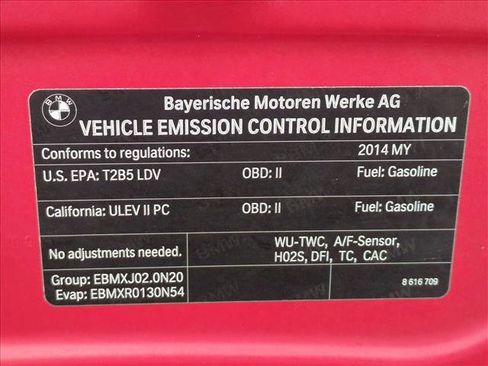 BMW
Bayerische Motoren Werke AG
VEHICLE EMISSION CONTROL INFORMATION
Conforms to regulations: 2014 MY
U.S. EPA: T2B5 LDV OBD: II Fuel: Gasoline
California: ULEV II PC OBD: II Fuel: Gasoline
No adjustments needed. WU-TWC, A/F-Sensor,
HO2S, DFI, TC, CAC
Group: EBMXJ02.0N20
Evap: EBMXR0130N54
8 616 709